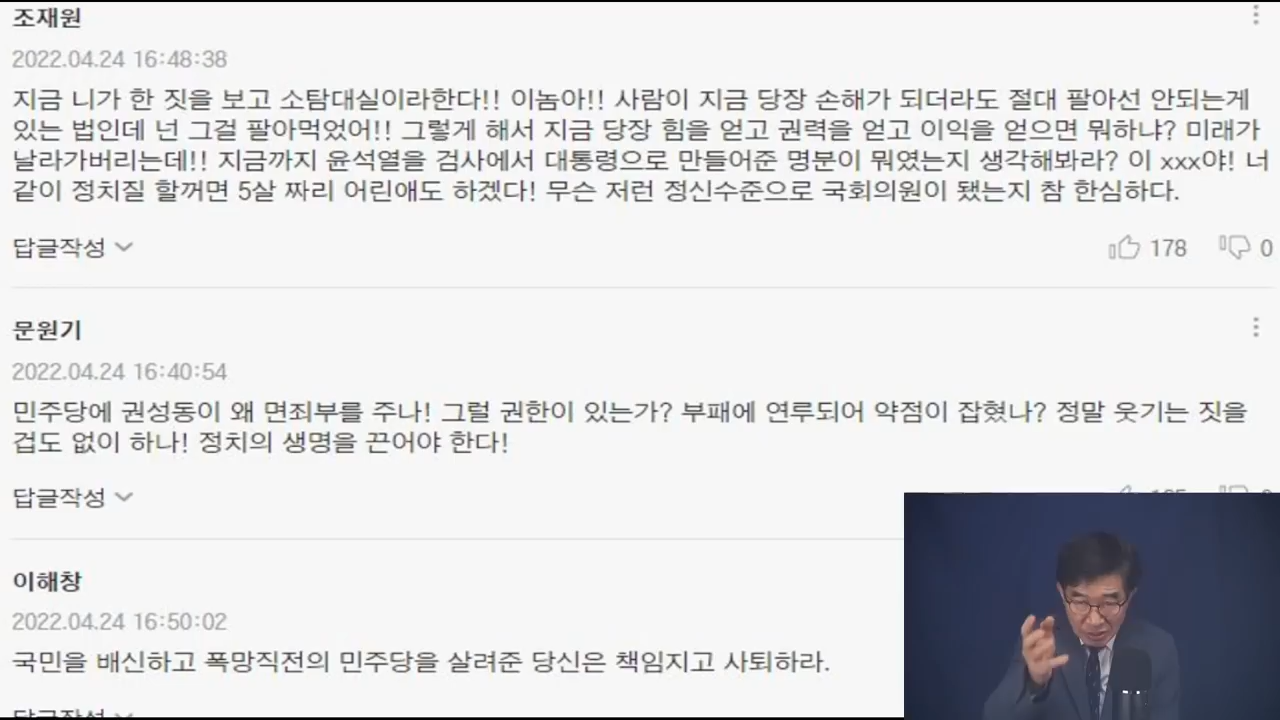 조재원
2022.04.24 16:48:38
지금 니가 한 짓을 보고 소탐대실이라한다!! 이놈아!! 사람이 지금 당장 손해가 되더라도 절대 팔아선 안되는게
있는 법인데 넌 그걸 팔아먹었어!! 그렇게 해서 지금 당장 힘을 얻고 권력을 얻고 이익을 얻으면 뭐하냐? 미래가
날라가버리는데!! 지금까지 윤석열을 검사에서 대통령으로 만들어준 명분이 뭐였는지 생각해봐라? 이 xxx야! 너
같이 정치질 할꺼면 5살 짜리 어린애도 하겠다! 무슨 저런 정신수준으로 국회의원이 됐는지 참 한심하다.
답글작성 178 0
문원기
2022.04.24 16:40:54
민주당에 권성동이 왜 면죄부를 주나! 그럴 권한이 있는가? 부패에 연루되어 약점이 잡혔나? 정말 웃기는 짓을
겁도 없이 하나! 정치의 생명을 끈어야 한다!
답글작성
이해창
2022.04.24 16:50:02
국민을 배신하고 폭망직전의 민주당을 살려준 당신은 책임지고 사퇴하라.
답글작성